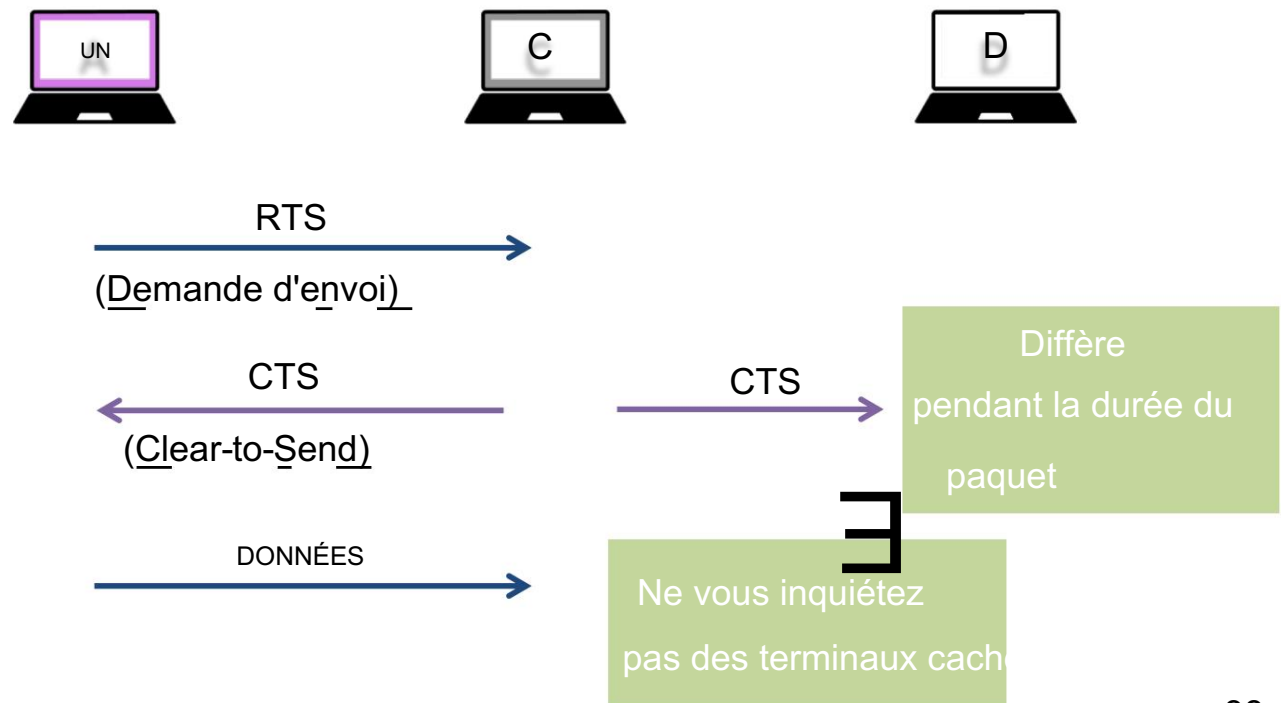 UN
C
D
RTS
(Demande d'envoi)
CTS
CTS
(Clear-to-Send)
Diffère
pendant la durée du
paquet
DONNÉES
Ne vous inquiétez
pas des terminaux